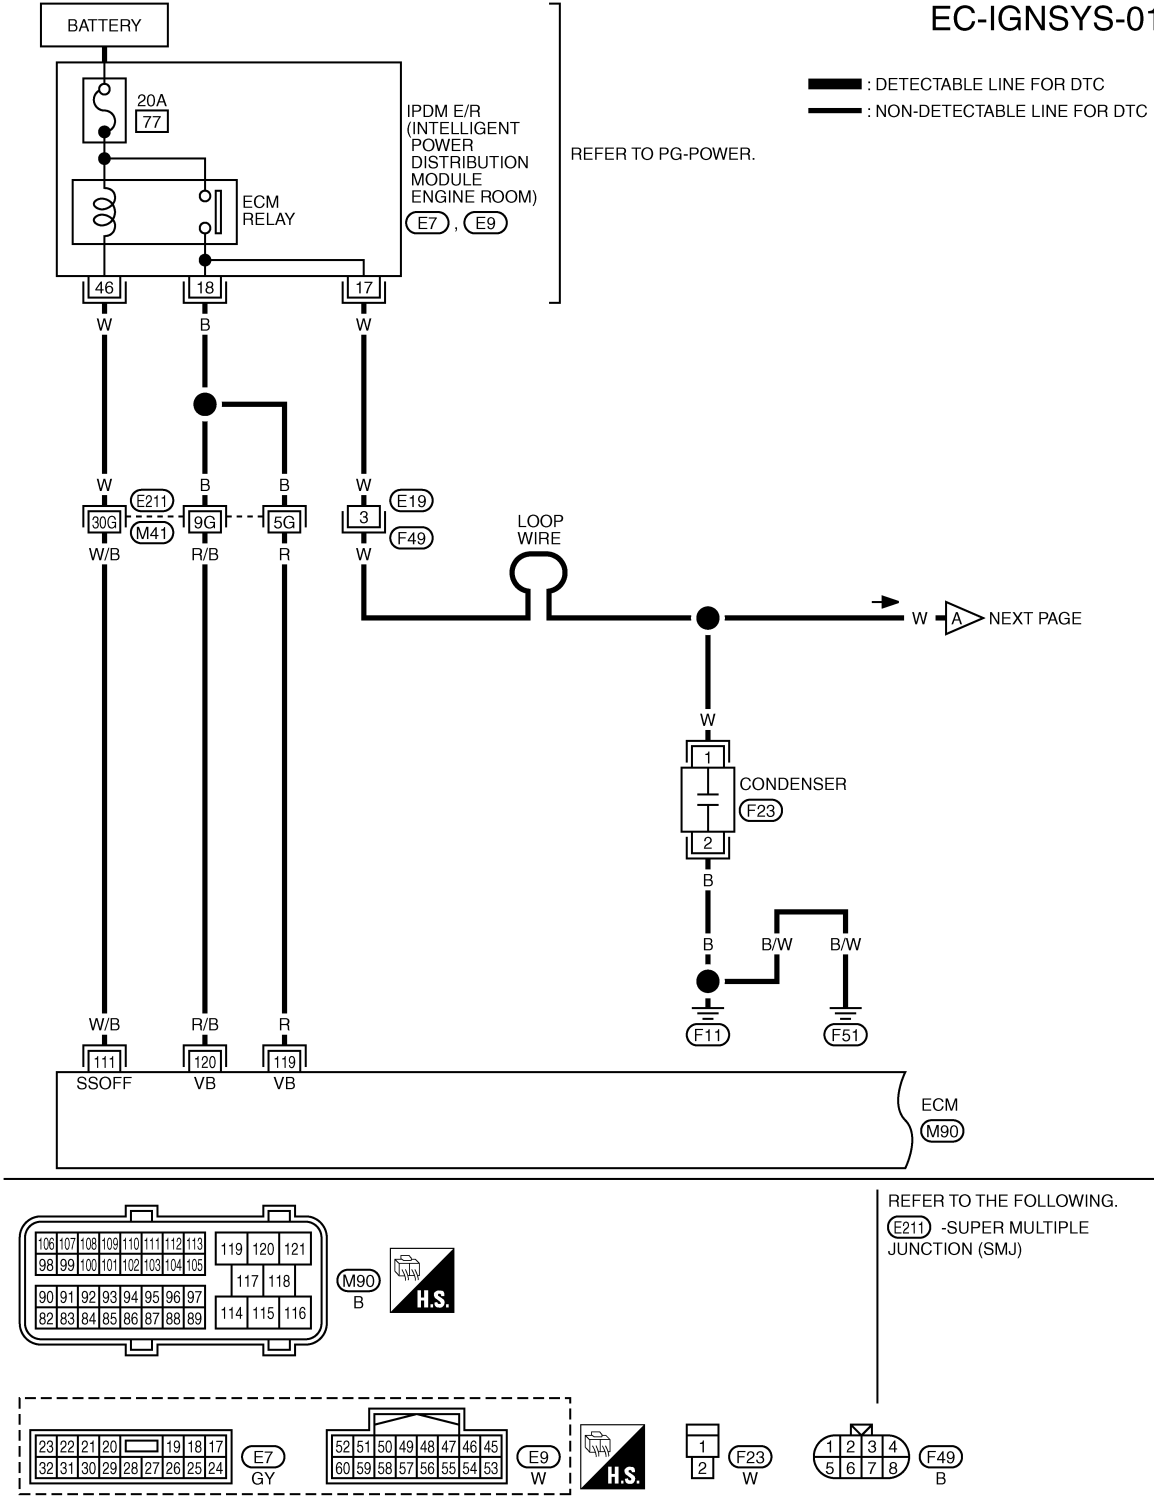 BATTERY
EC-IGNSYS-01
: DETECTABLE LINE FOR DTC
: NON-DETECTABLE LINE FOR DTC
20A
77
IPDM E/R
(INTELLIGENT
POWER
DISTRIBUTION
MODULE
ENGINE ROOM)
E7 , E9
REFER TO PG-POWER.
ECM
RELAY
46 18 17
W B W
W B B W
E211 E19
30G 9G 5G 3
M41 F49
W/B R/B R W
LOOP
WIRE
W A NEXT PAGE
W
1
CONDENSER
F23
2
B
B B/W B/W
F11 F51
W/B R/B R
111 120 119
SSOFF VB VB
ECM
M90
REFER TO THE FOLLOWING.
E211 -SUPER MULTIPLE
JUNCTION (SMJ)
106 107 108 109 110 111 112 113
98 99 100 101 102 103 104 105
90 91 92 93 94 95 96 97
82 83 84 85 86 87 88 89
119 120 121
117 118
114 115 116
M90
B
H.S.
23 22 21 20 19 18 17
32 31 30 29 28 27 26 25 24
E7
GY
52 51 50 49 48 47 46 45
60 59 58 57 56 55 54 53
E9
W
H.S.
1
2
F23
W
1 2 3 4
5 6 7 8
F49
B